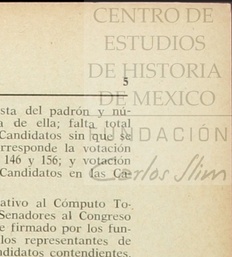 CENTRO DE
ESTUDIOS
DE HISTORIA
DE MEXICO
FUNDACIÓN
Carlos Slim
5
sta del padrón y nú-
a de ella; falta total
Candidatos sin que se
rresponde la votación
146 y 156; y votación
Candidatos en las Ca-
ativo al Cómputo To-
Senadores al Congreso
e firmado por los fun-
los representantes de
ndidatos contendientes.